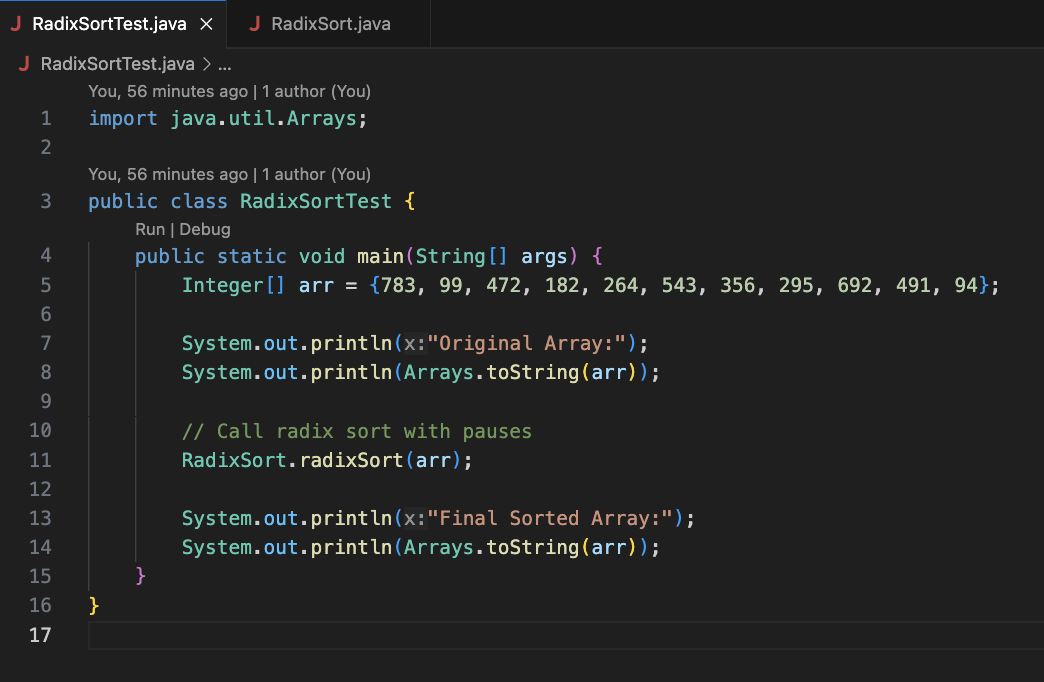 J RadixSortTest.java × J RadixSort.java
J RadixSortTest.java > ...
You, 56 minutes ago | 1 author (You)
1 import java.util.Arrays;
2
You, 56 minutes ago | 1 author (You)
3 public class RadixSortTest {
Run | Debug
4 public static void main(String[] args) {
5 Integer[] arr = {783, 99, 472, 182, 264, 543, 356, 295, 692, 491, 94};
6
7 System.out.println(x:"Original Array:");
8 System.out.println(Arrays.toString(arr));
9
10 // Call radix sort with pauses
11 RadixSort.radixSort(arr);
12
13 System.out.println(x:"Final Sorted Array:");
14 System.out.println(Arrays.toString(arr));
15 }
16 }
17